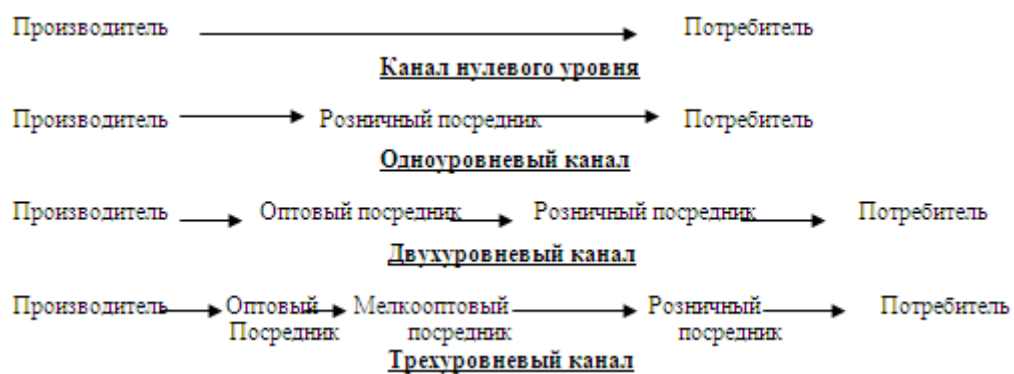 Производитель Потребитель
Канал нулевого уровня
Производитель Розничный посредник Потребитель
Одноуровневый канал
Производитель Оптовый посредник Розничный посредник Потребитель
Двухуровневый канал
Производитель Оптовый Мелкооптовый Розничный Потребитель
Посредник посредник посредник
Трехуровневый канал